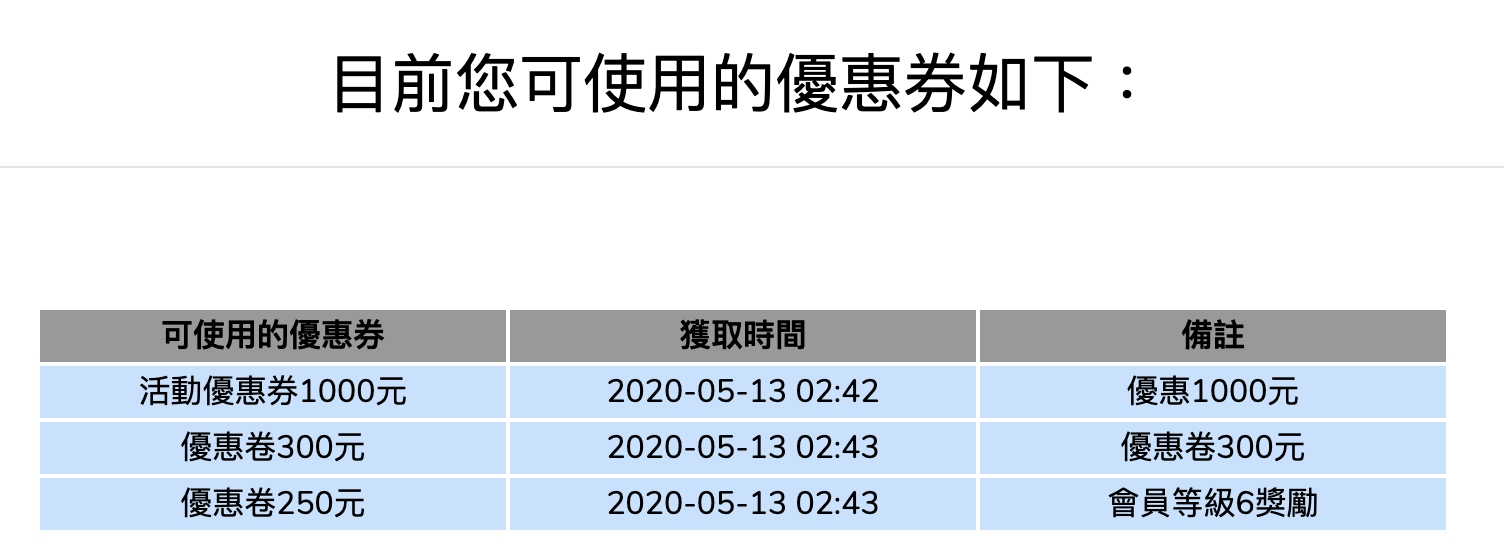 目前您可使用的優惠券如下：
可使用的優惠券 獲取時間 備註
活動優惠券1000元 2020-05-13 02:42 優惠1000元
優惠卷300元 2020-05-13 02:43 優惠卷300元
優惠卷250元 2020-05-13 02:43 會員等級6獎勵